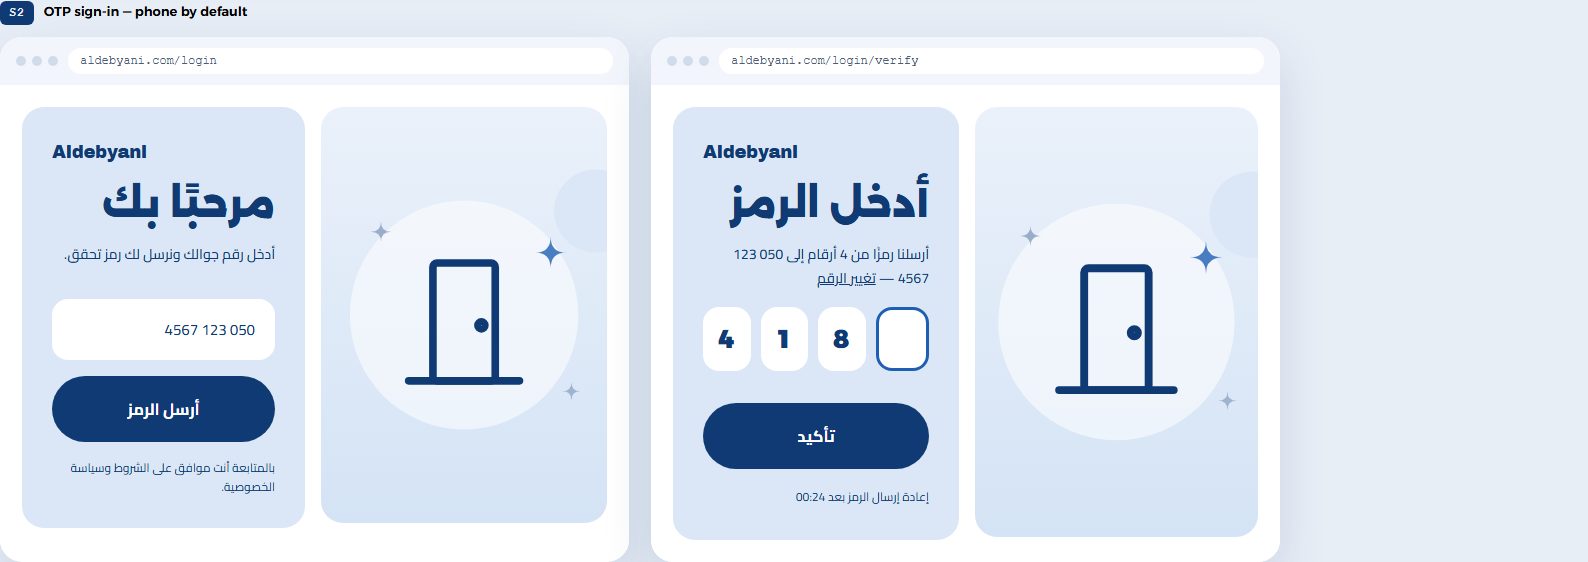 S2 OTP sign-in — phone by default
aldebyani.com/login
Aldebyani
مرحبًا بك
أدخل رقم جوالك ونرسل لك رمز تحقق.
4567 123 050
أرسل الرمز
بالمتابعة أنت موافق على الشروط وسياسة
الخصوصية.
aldebyani.com/login/verify
Aldebyani
أدخل الرمز
أرسلنا رمزًا من 4 أرقام إلى 050 123
4567 — تغيير الرقم
4 1 8
تأكيد
إعادة إرسال الرمز بعد 00:24